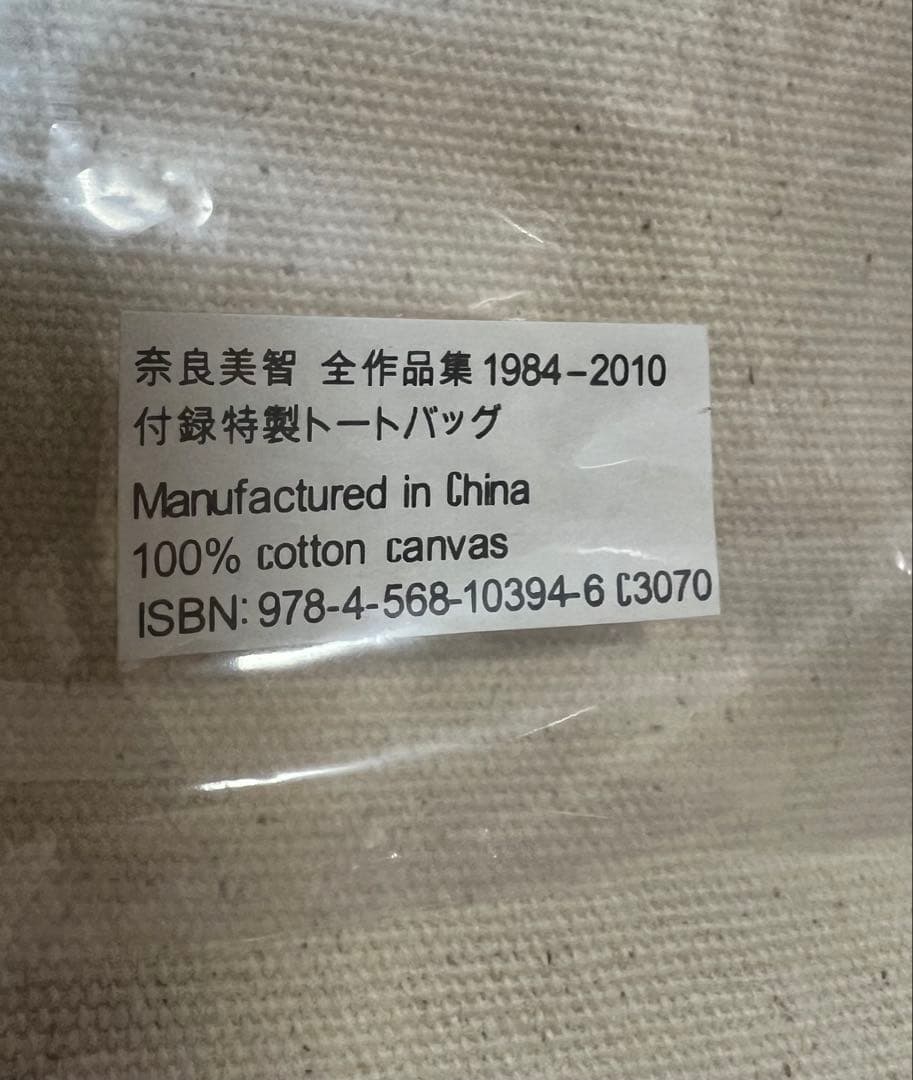 奈良美智 全作品集 1984-2010
付録特製トートバッグ
Manufactured in China
100% cotton canvas
ISBN: 978-4-568-10394-6 C3070